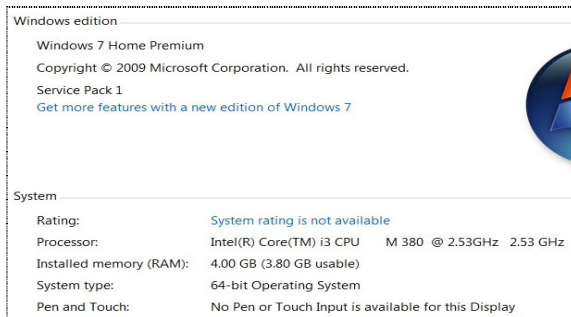 Windows edition
Windows 7 Home Premium
Copyright © 2009 Microsoft Corporation.  All rights reserved.
Service Pack 1
Get more features with a new edition of Windows 7
System
Rating: System rating is not available
Processor: Intel(R) Core(TM) i3 CPU M 380 @ 2.53GHz 2.53 GHz
Installed memory (RAM): 4.00 GB (3.80 GB usable)
System type: 64-bit Operating System
Pen and Touch: No Pen or Touch Input is available for this Display